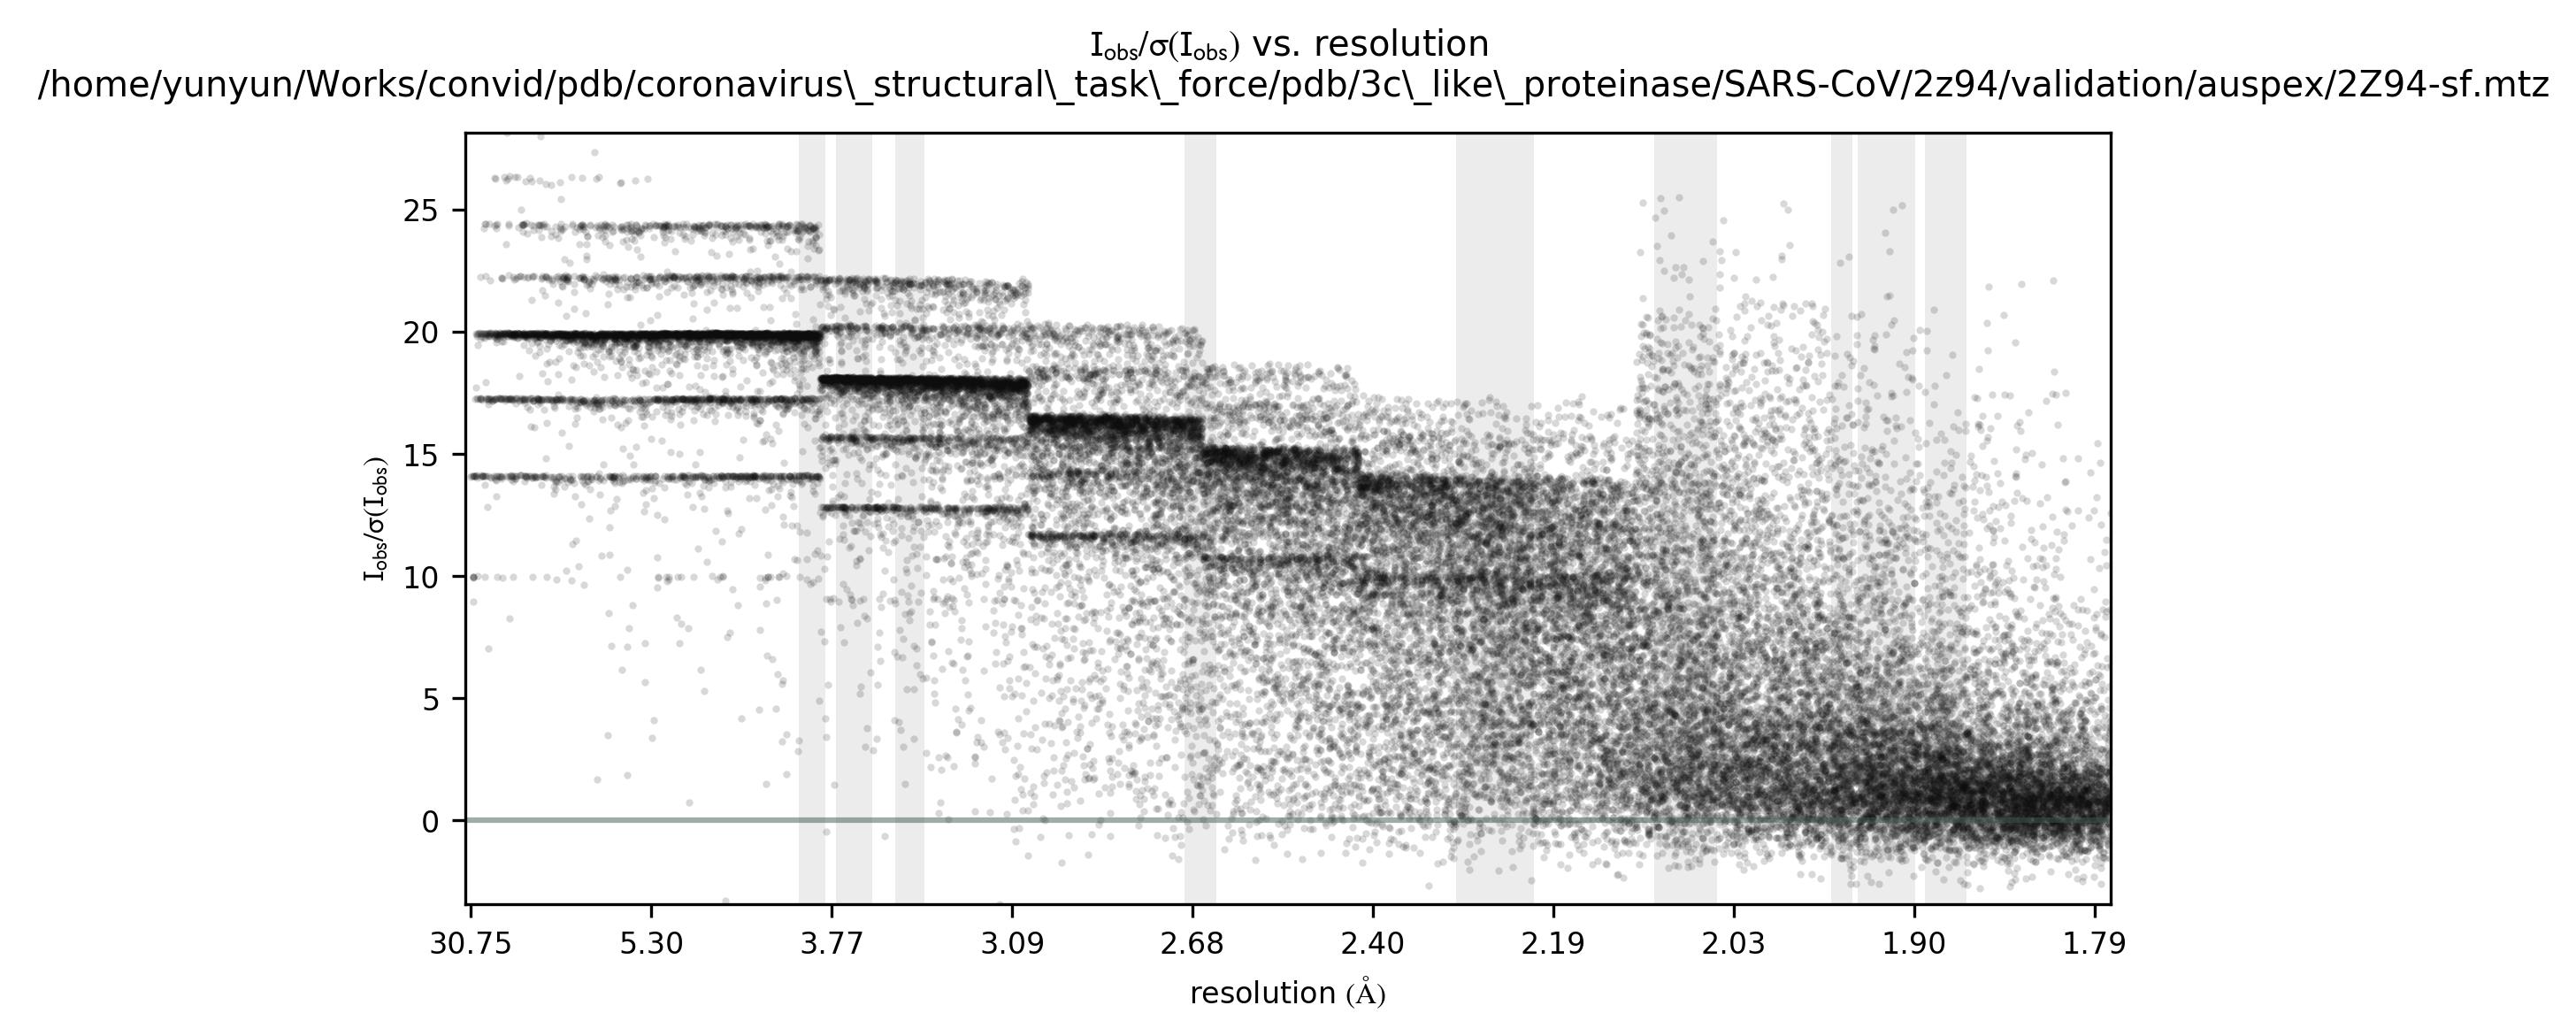 Iobs/σ(Iobs) vs. resolution
/home/yunyun/Works/convid/pdb/coronavirus\_structural\_task\_force/pdb/3c\_like\_proteinase/SARS-CoV/2z94/validation/auspex/2Z94-sf.mtz
Iobs/σ(Iobs)
25
20
15
10
5
0
30.75 5.30 3.77 3.09 2.68 2.40 2.19 2.03 1.90 1.79
resolution (Å)